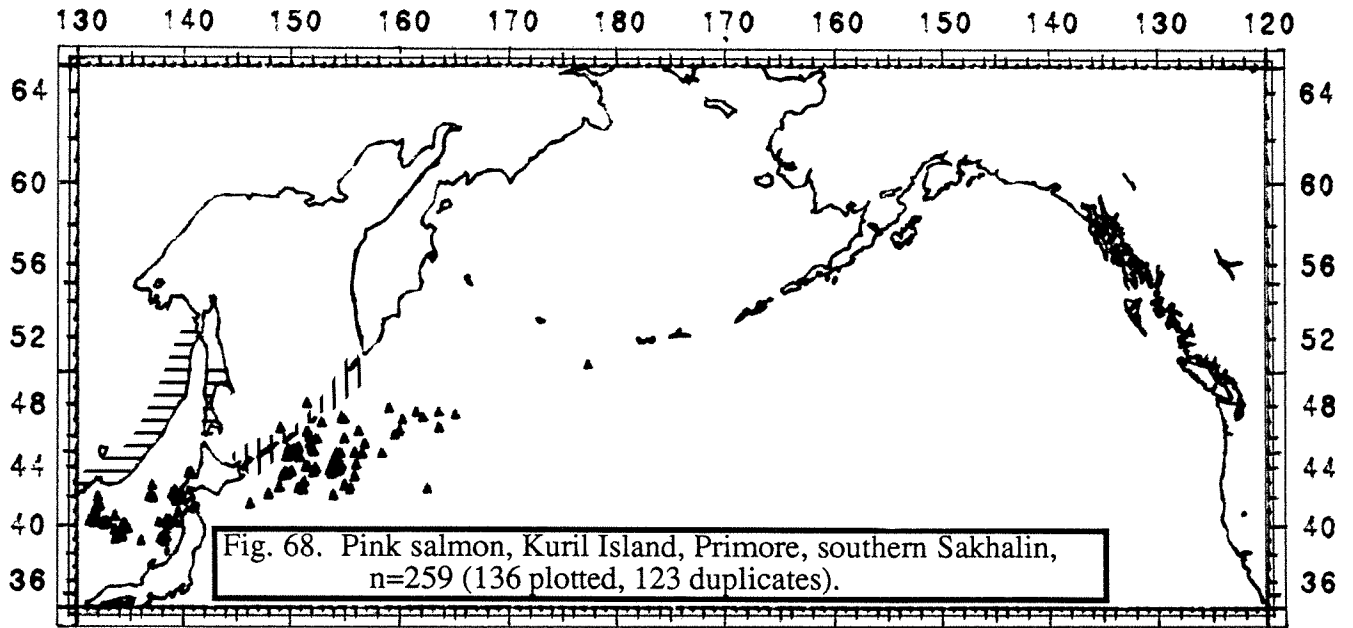 130 140 150 160 170 180 170 160 150 140 130 120
64 64
60 60
56 56
52 52
48 48
44 44
40 40
Fig. 68. Pink salmon, Kuril Island, Primore, southern Sakhalin,
36 n=259 (136 plotted, 123 duplicates). 36